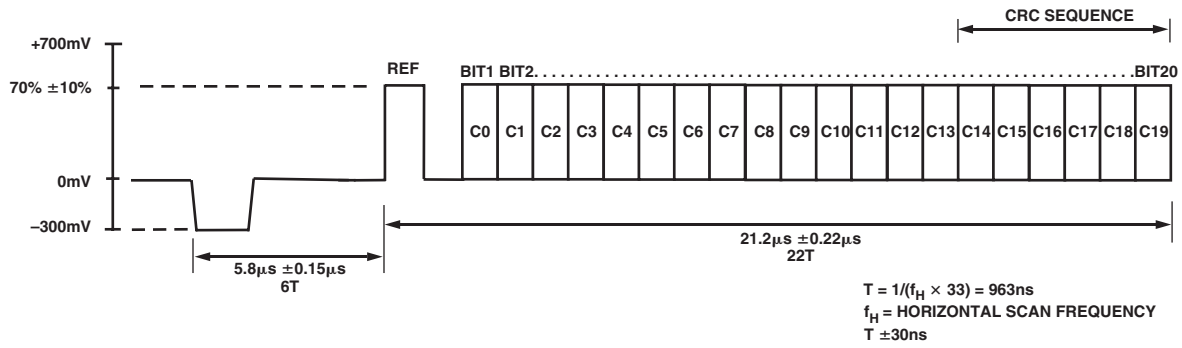 CRC SEQUENCE
+700mV
REF
BIT1 BIT2. . . . . . . . . . . . . . . . . . . . . . . . . . . . . . . . . . . . . . . . . . . . . . . . . . . . . . . . . . . . . . . . . . . .BIT20
70% ±10%
C0 C1 C2 C3 C4 C5 C6 C7 C8 C9 C10 C11 C12 C13 C14 C15 C16 C17 C18 C19
0mV
–300mV
21.2μs ±0.22μs
22T
5.8μs ±0.15μs
6T
T = 1/(fH × 33) = 963ns
fH = HORIZONTAL SCAN FREQUENCY
T ±30ns